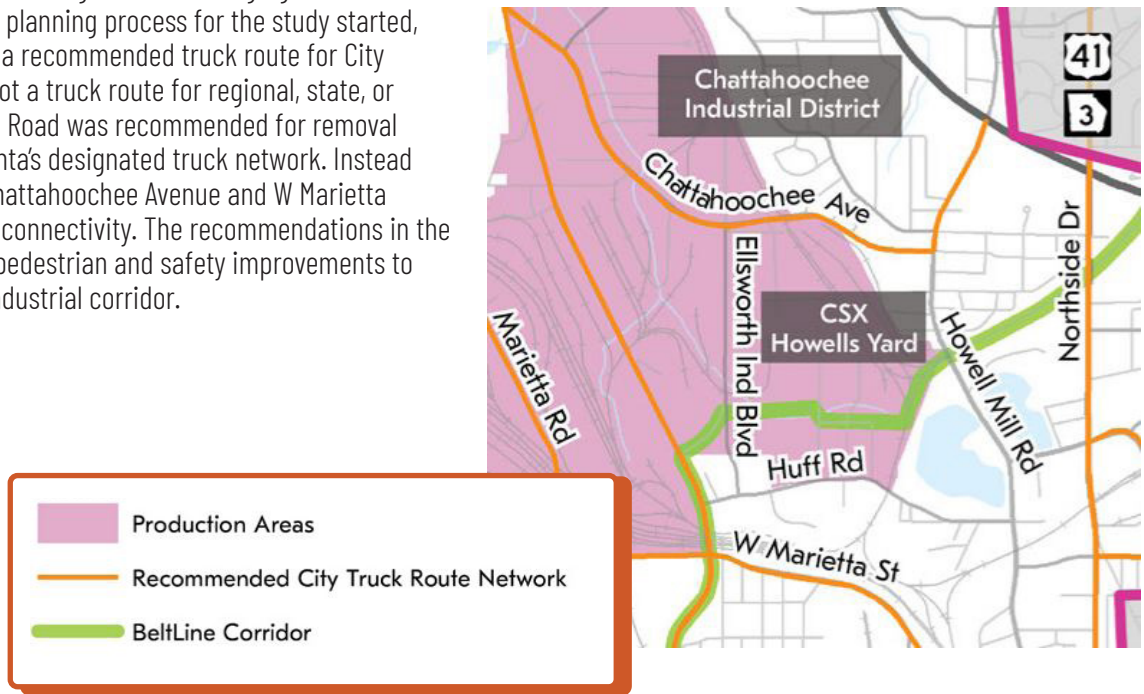 planning process for the study started,
a recommended truck route for City
ot a truck route for regional, state, or
Road was recommended for removal
nta's designated truck network. Instead
hattahoochee Avenue and W Marietta
connectivity. The recommendations in the
pedestrian and safety improvements to
ndustrial corridor.
41
3
Chattahoochee
Industrial District
Chattahoochee Ave
Ellsworth Ind Blvd
CSX
Howells Yard
Northside Dr
Howell Mill Rd
Marietta Rd
Huff Rd
W Marietta St
Production Areas
Recommended City Truck Route Network
BeltLine Corridor